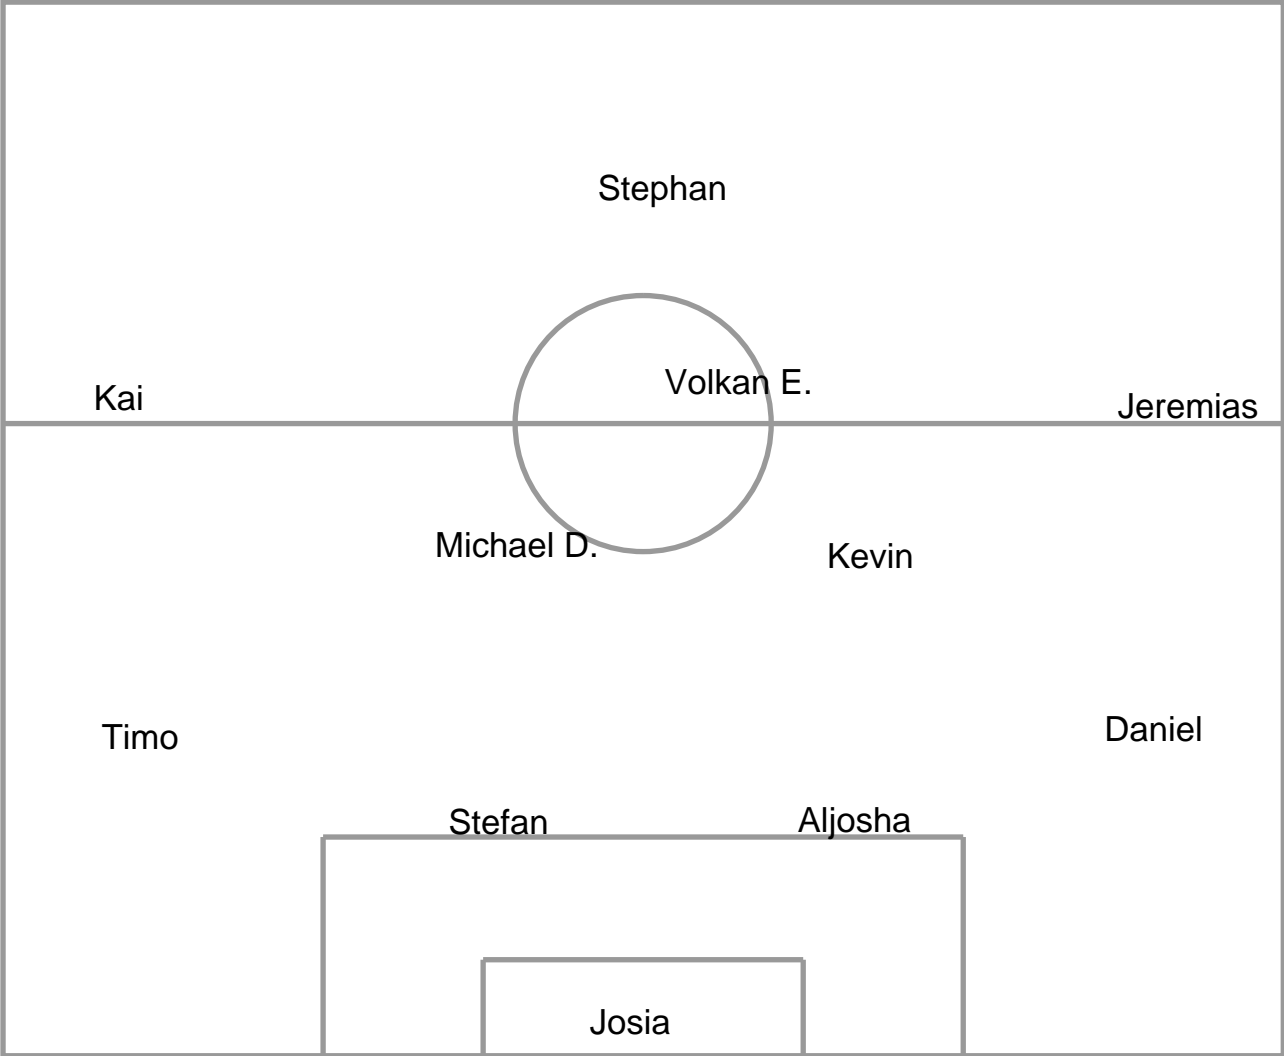 Stephan
Volkan E.
Kai
Jeremias
Michael D.
Kevin
Timo
Daniel
Stefan
Aljosha
Josia